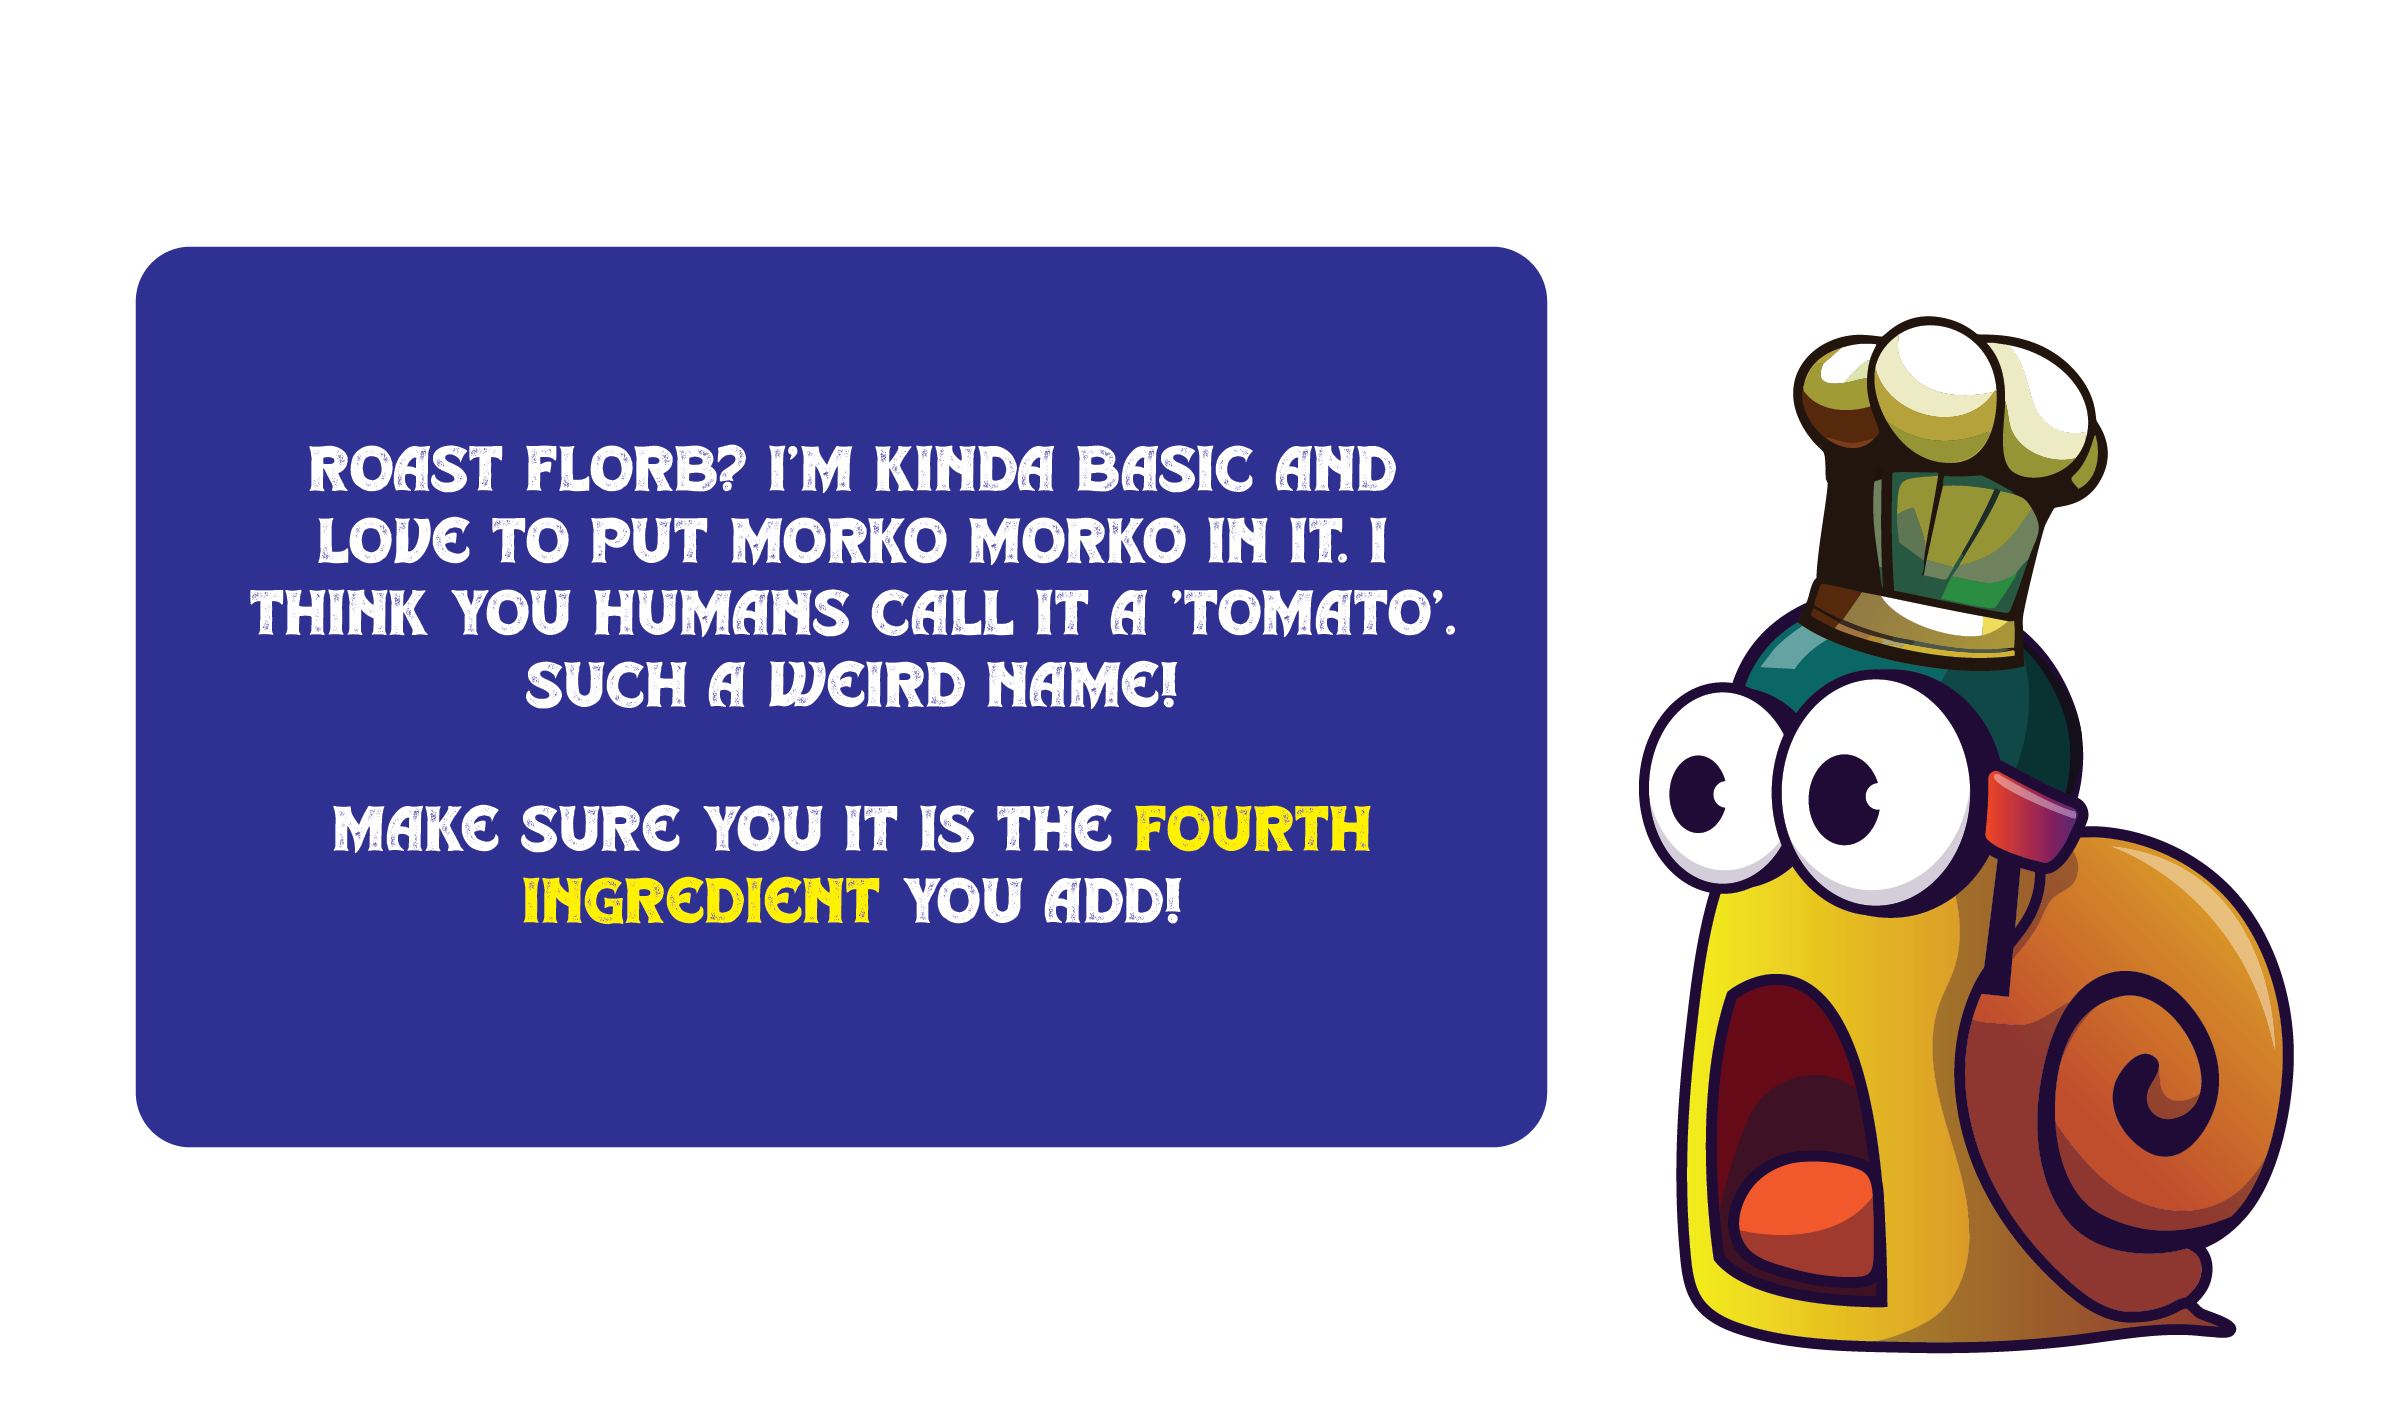 ROAST FLORB? I'M KINDA BASIC AND
LOVE TO PUT MORKO MORKO IN IT. I
THINK YOU HUMANS CALL IT A 'TOMATO'.
SUCH A WEIRD NAME!
MAKE SURE YOU IT IS THE FOURTH
INGREDIENT YOU ADD!